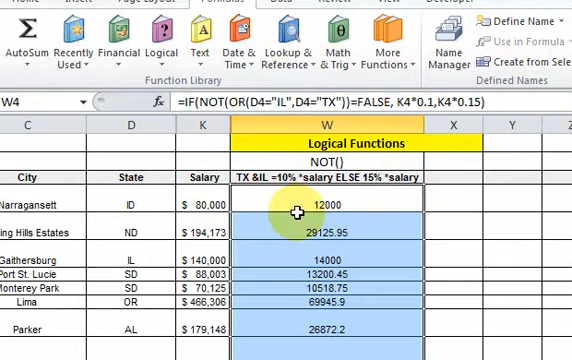 Formulas
AutoSum Recently Used Financial Logical Text Date & Time Lookup & Reference Math & Trig More Functions Name Manager
Define Name
Use in Formula
Create from Sele
Function Library Defined Names
W4 fx =IF(NOT(OR(D4="IL",D4="TX"))=FALSE, K4*0.1,K4*0.15)
C D K W X Y Z
Logical Functions
NOT()
City State Salary TX &IL =10% *salary ELSE 15% *salary
Narragansett ID $ 80,000 12000
ing Hills Estates ND $ 194,173 29125.95
Gaithersburg IL $ 140,000 14000
Port St. Lucie SD $ 88,003 13200.45
Monterey Park SD $ 70,125 10518.75
Lima OR $ 466,306 69945.9
Parker AL $ 179,148 26872.2